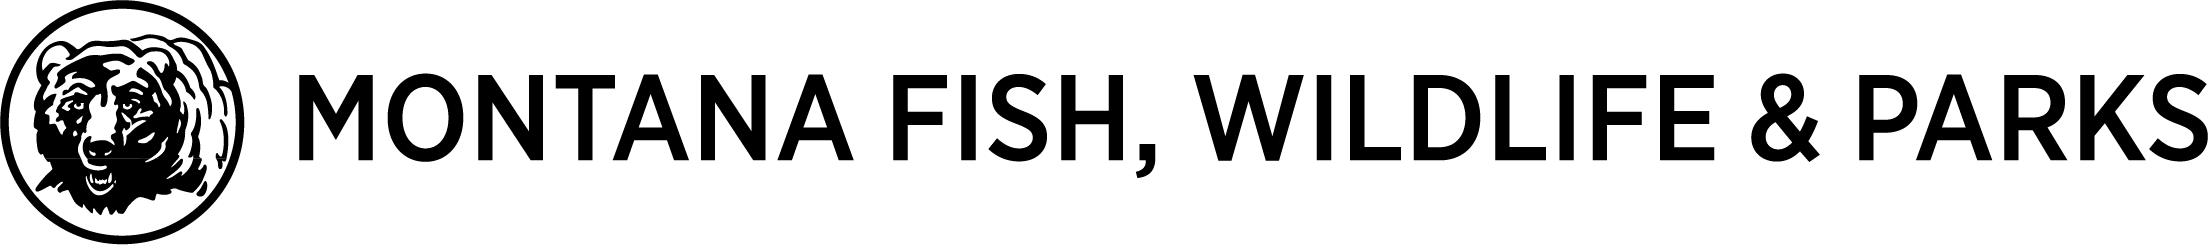 MONTANA FISH, WILDLIFE & PARKS